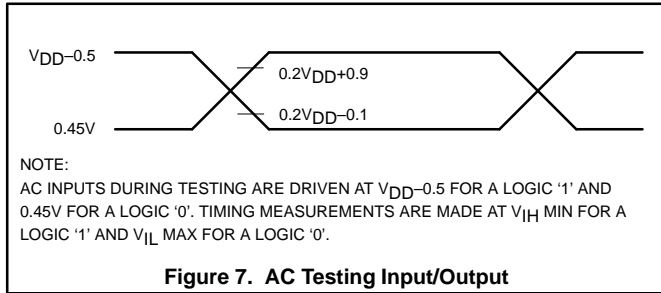 VDD–0.5
0.2VDD+0.9
0.2VDD–0.1
0.45V
NOTE:
AC INPUTS DURING TESTING ARE DRIVEN AT VDD–0.5 FOR A LOGIC ‘1’ AND
0.45V FOR A LOGIC ‘0’. TIMING MEASUREMENTS ARE MADE AT VIH MIN FOR A
LOGIC ‘1’ AND VIL MAX FOR A LOGIC ‘0’.
Figure 7. AC Testing Input/Output